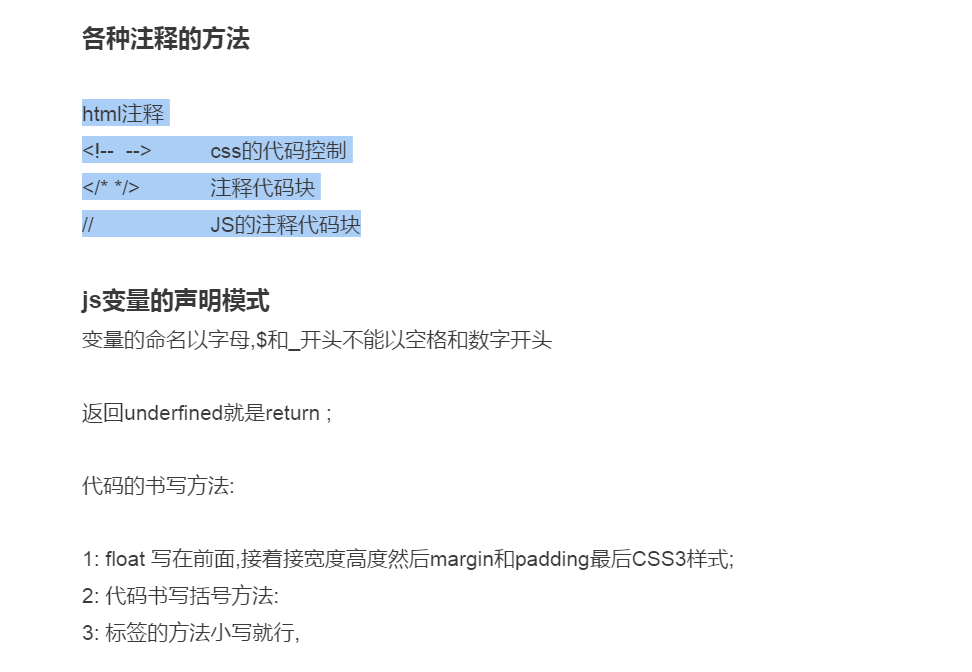 各种注释的方法
html注释
<!--  -->          css的代码控制
</* */>            注释代码块
//                    JS的注释代码块
js变量的声明模式
变量的命名以字母,$和_开头不能以空格和数字开头
返回underfined就是return ;
代码的书写方法:
1: float 写在前面,接着接宽度高度然后margin和padding最后CSS3样式;
2: 代码书写括号方法:
3: 标签的方法小写就行,